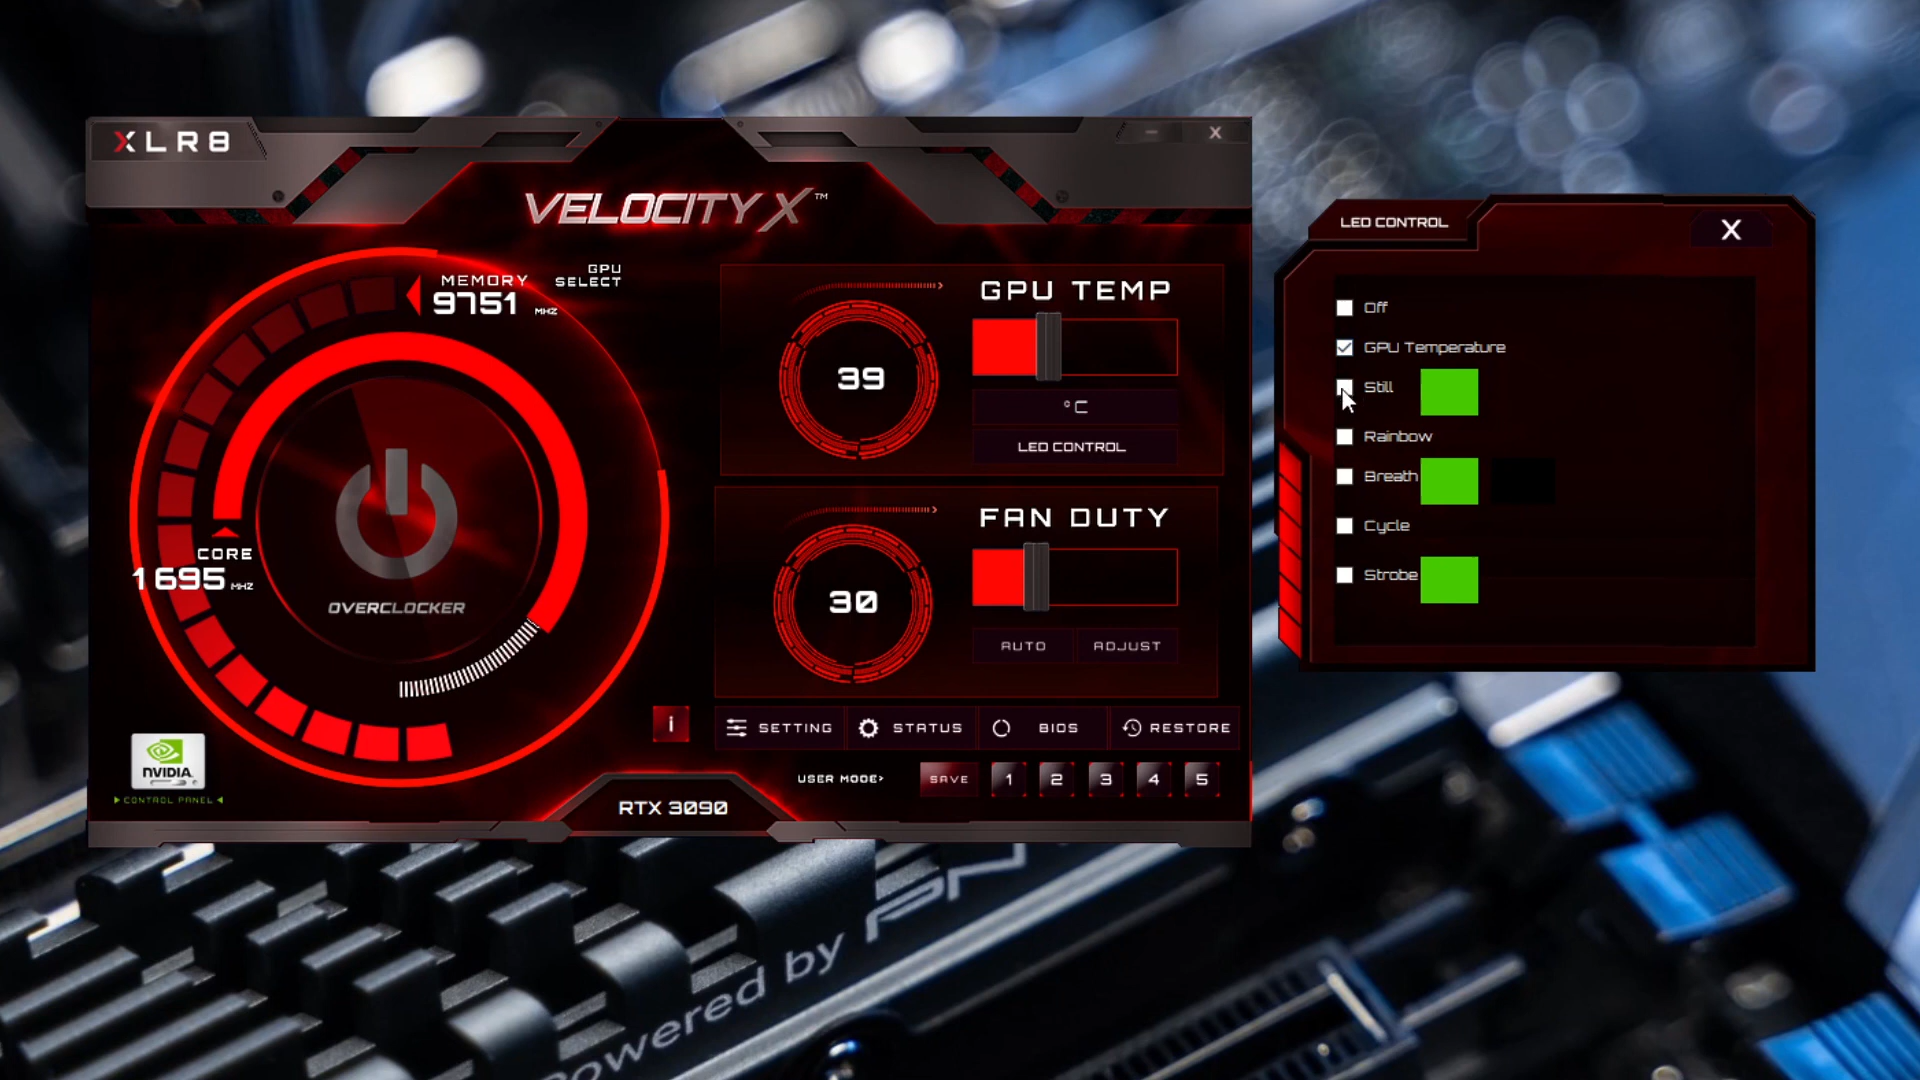 XLR8
X
VELOCITY X™
MEMORY
9751 MHZ
GPU
SELECT
CORE
1695 MHZ
OVERCLOCKER
GPU TEMP
39
°C
LED CONTROL
FAN DUTY
30
AUTO
ADJUST
i
SETTING
STATUS
BIOS
RESTORE
USER MODE>
SAVE
1
2
3
4
5
NVIDIA
CONTROL PANEL
RTX 3090
LED CONTROL
X
Off
GPU Temperature
Still
Rainbow
Breath
Cycle
Strobe
Powered by PNY